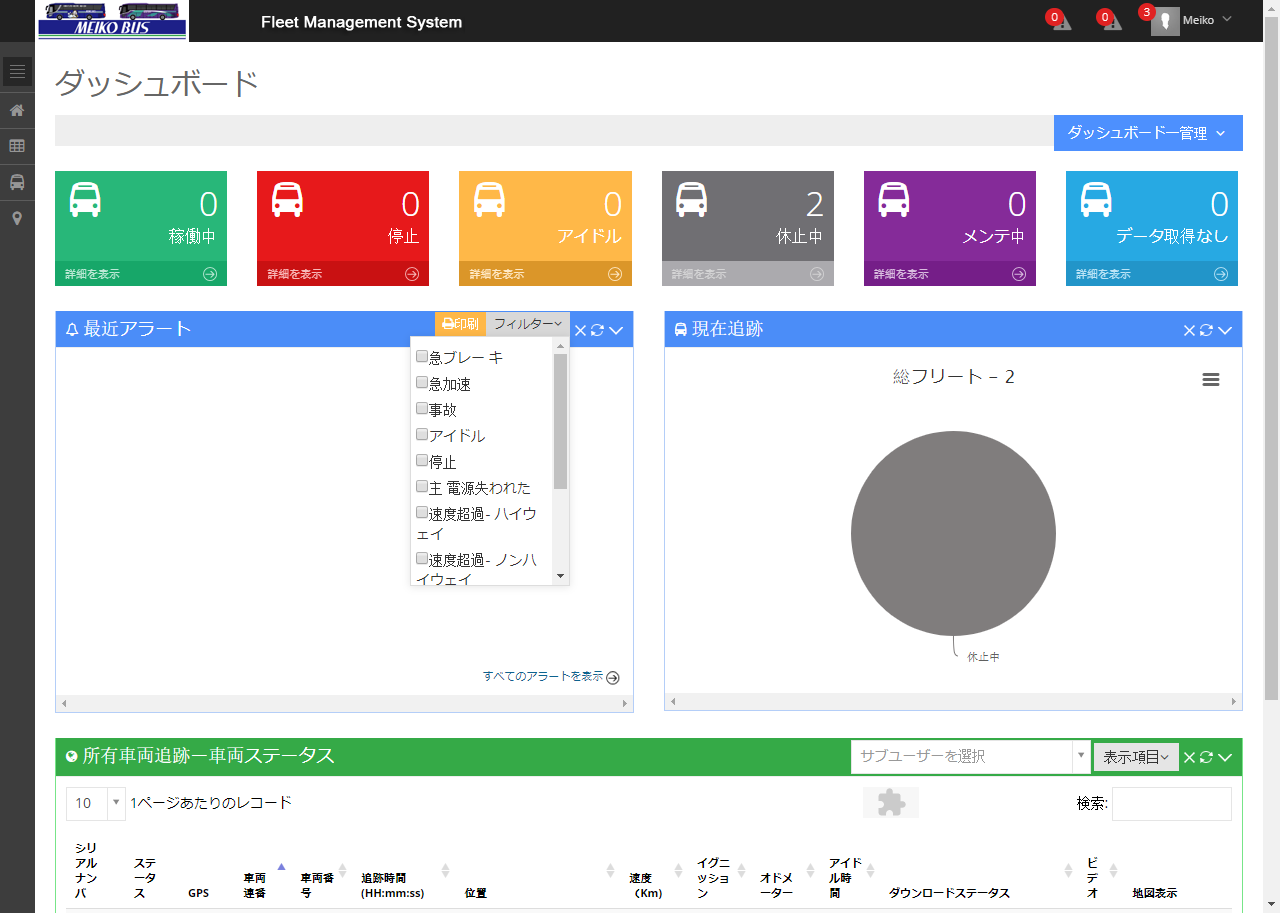 MEIKO BUS
Fleet Management System
0
0
3
Meiko
ダッシュボード
ダッシュボードー管理
0
稼働中
詳細を表示
0
停止
詳細を表示
0
アイドル
詳細を表示
2
休止中
詳細を表示
0
メンテ中
詳細を表示
0
データ取得なし
詳細を表示
最近アラート
印刷
フィルター
急ブレー キ
急加速
事故
アイドル
停止
主 電源失われた
速度超過- ハイウ
ェイ
速度超過- ノンハ
イウェイ
すべてのアラートを表示
現在追跡
総フリート – 2
休止中
所有車両追跡ー車両ステータス
サブユーザーを選択
表示項目
10
1ページあたりのレコード
検索:
シリ
アル
ナン
バ
ステ
ータ
ス
GPS
車両
連番
車両番
号
追跡時間
(HH:mm:ss)
位置
速度
(Km)
イグニ
ッショ
ン
オドメ
ーター
アイド
ル時
間
ダウンロードステータス
ビ
デ
オ
地図表示